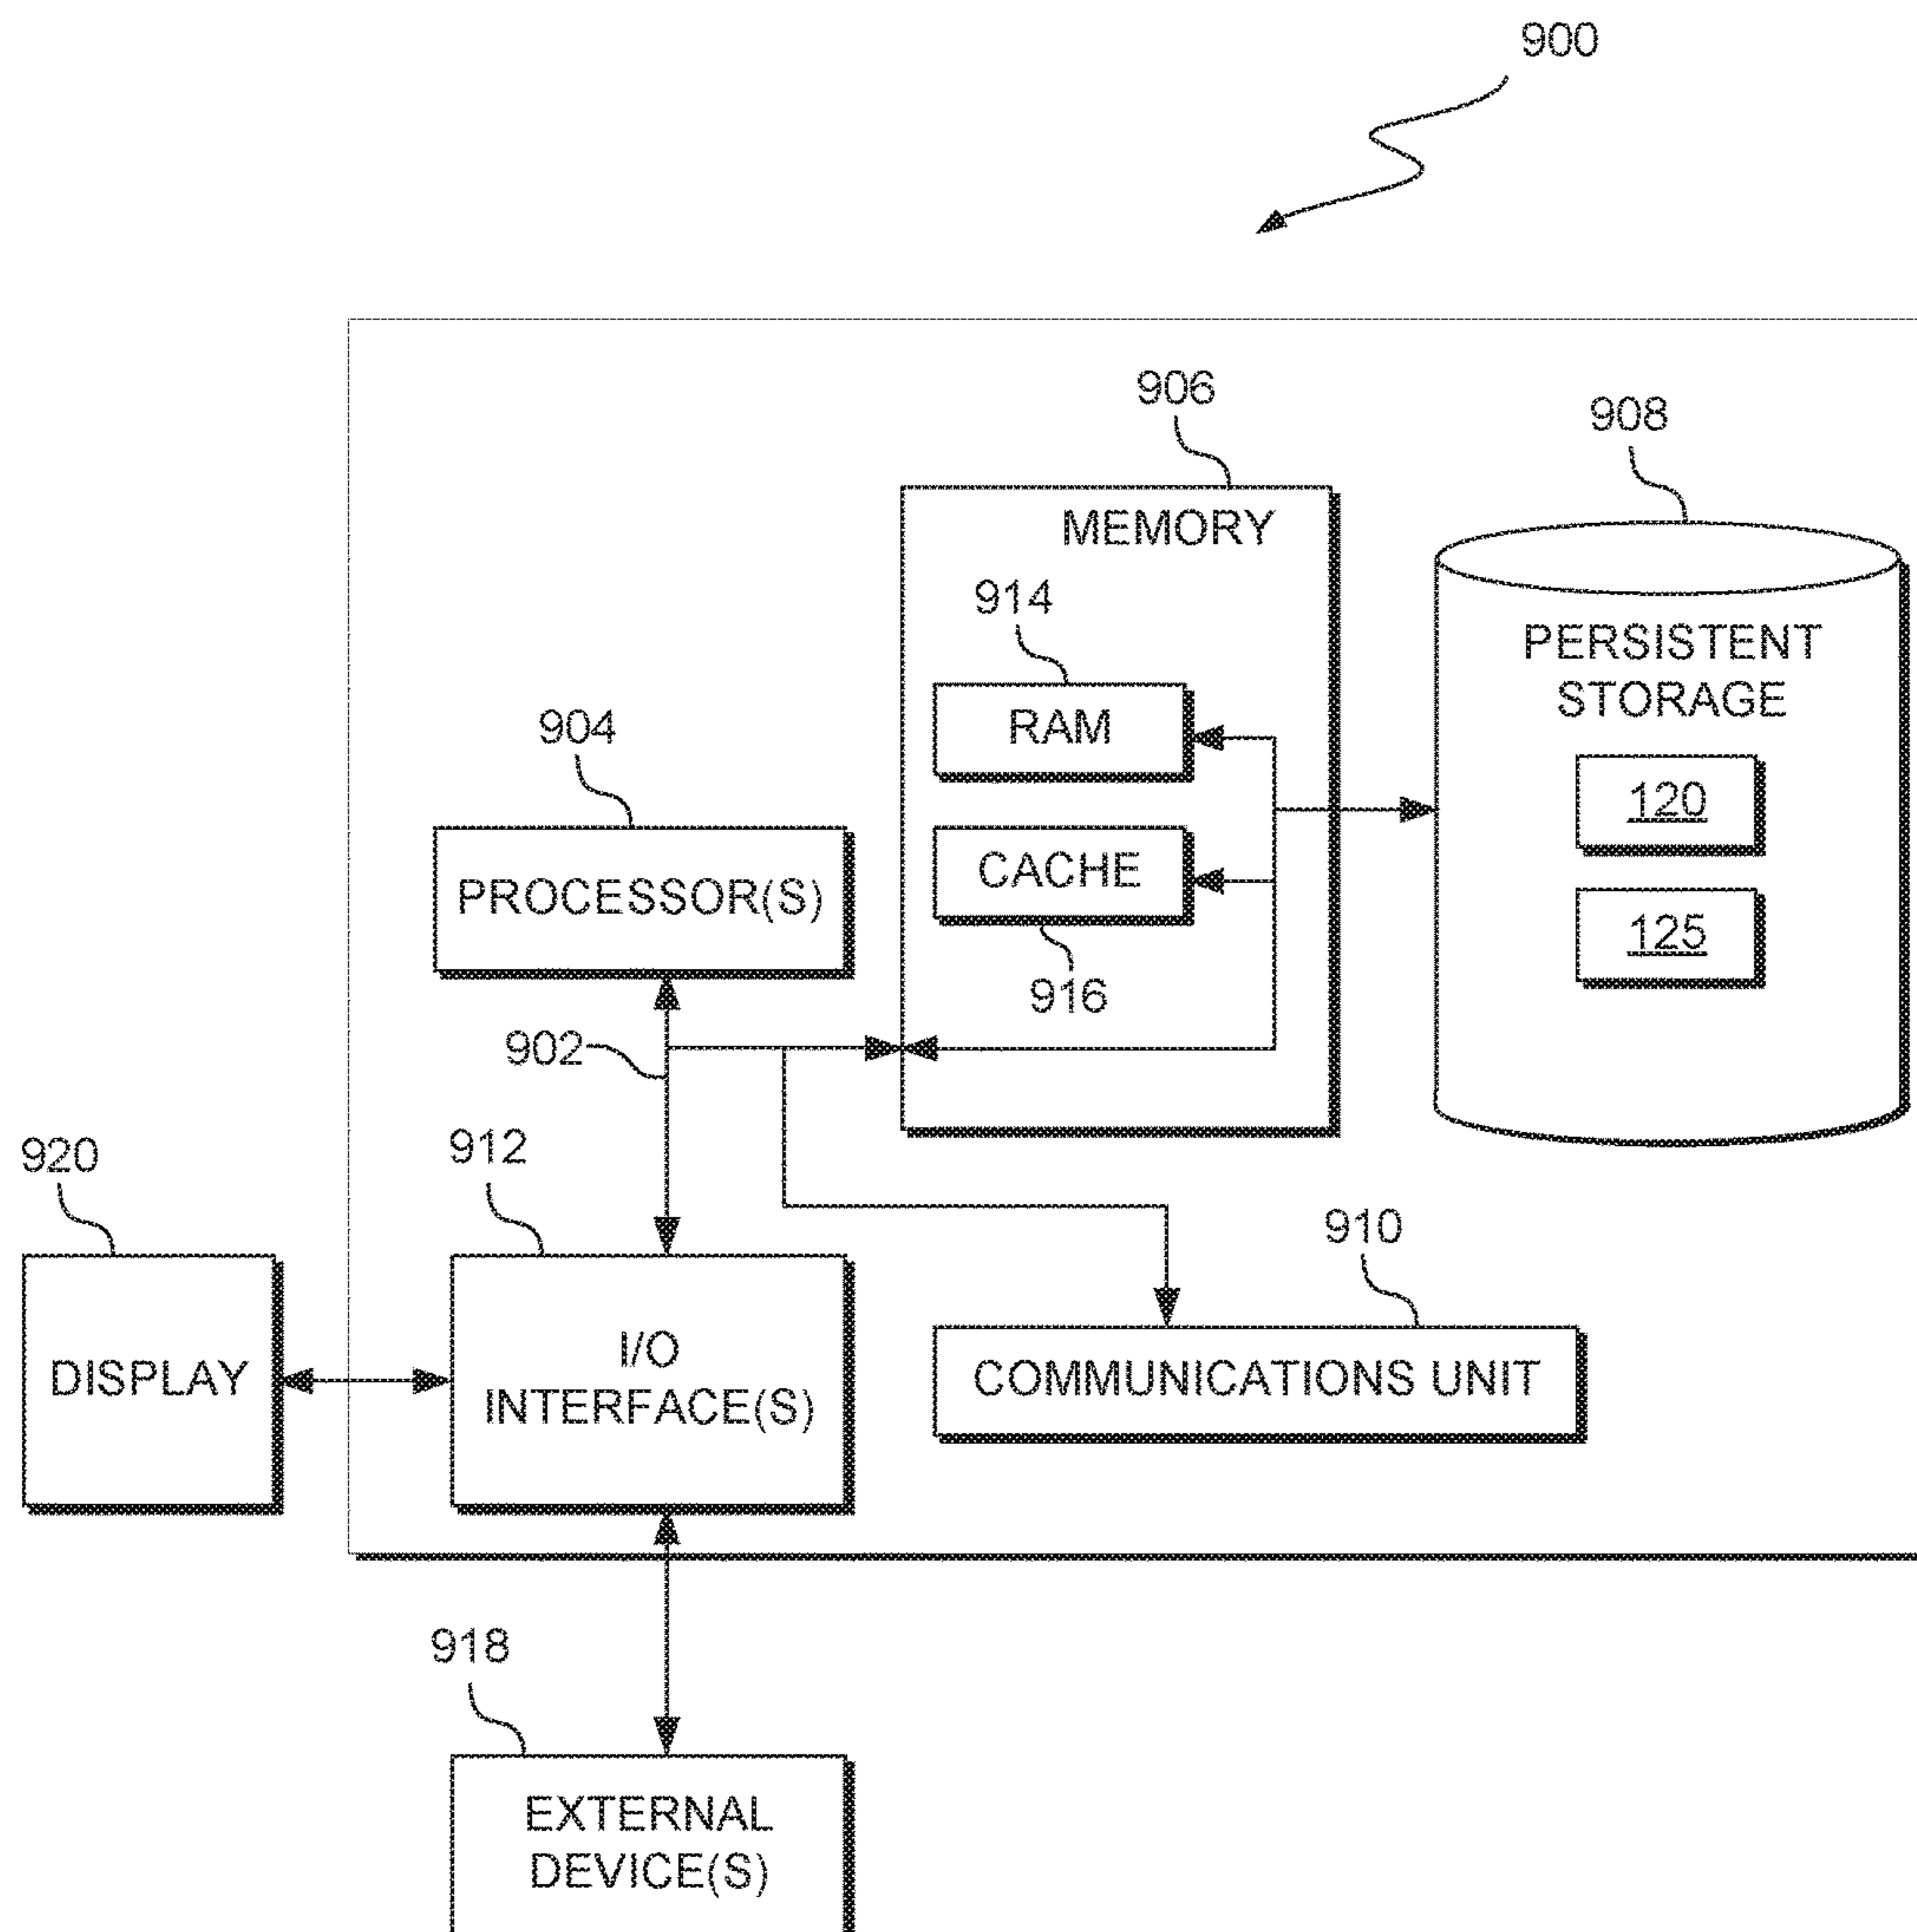 900
906
908
MEMORY
914
PERSISTENT
STORAGE
RAM
904
120
CACHE
PROCESSOR(S)
125
916
902
920
912
910
I/O
INTERFACE(S)
DISPLAY
COMMUNICATIONS UNIT
918
EXTERNAL
DEVICE(S)